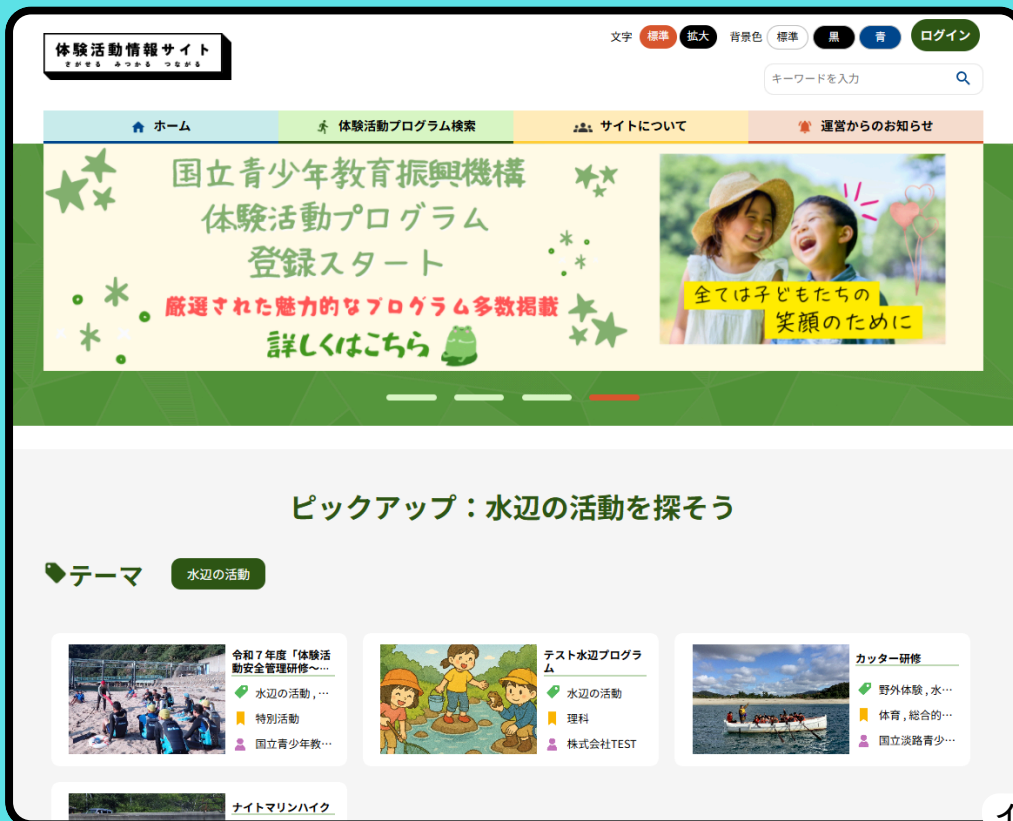 体験活動情報サイト
さがせる みつかる つながる
文字 標準 拡大 背景色 標準 黒 青 ログイン
キーワードを入力
ホーム 体験活動プログラム検索 サイトについて 運営からのお知らせ
国立青少年教育振興機構
体験活動プログラム
登録スタート
厳選された魅力的なプログラム多数掲載
詳しくはこちら
全ては子どもたちの
笑顔のために
ピックアップ：水辺の活動を探そう
テーマ 水辺の活動
令和７年度「体験活
動安全管理研修～…
水辺の活動 , …
特別活動
国立青少年教…
テスト水辺プログラ
ム
水辺の活動
理科
株式会社TEST
カッター研修
野外体験 , 水…
体育 , 総合的…
国立淡路青少…
ナイトマリンハイク